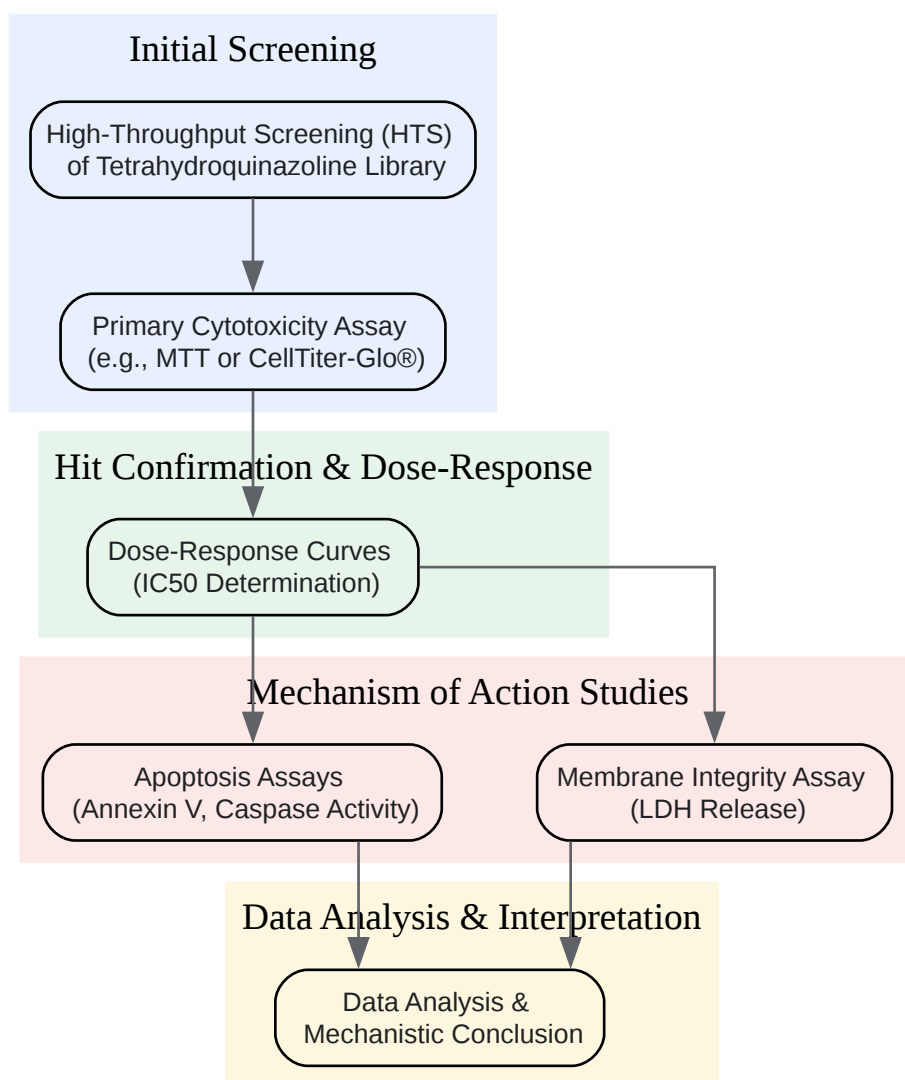 Initial Screening
High-Throughput Screening (HTS)
of Tetrahydroquinazoline Library
Primary Cytotoxicity Assay
(e.g., MTT or CellTiter-Glo®)
Hit Confirmation & Dose-Response
Dose-Response Curves
(IC50 Determination)
Mechanism of Action Studies
Apoptosis Assays
(Annexin V, Caspase Activity)
Membrane Integrity Assay
(LDH Release)
Data Analysis & Interpretation
Data Analysis &
Mechanistic Conclusion